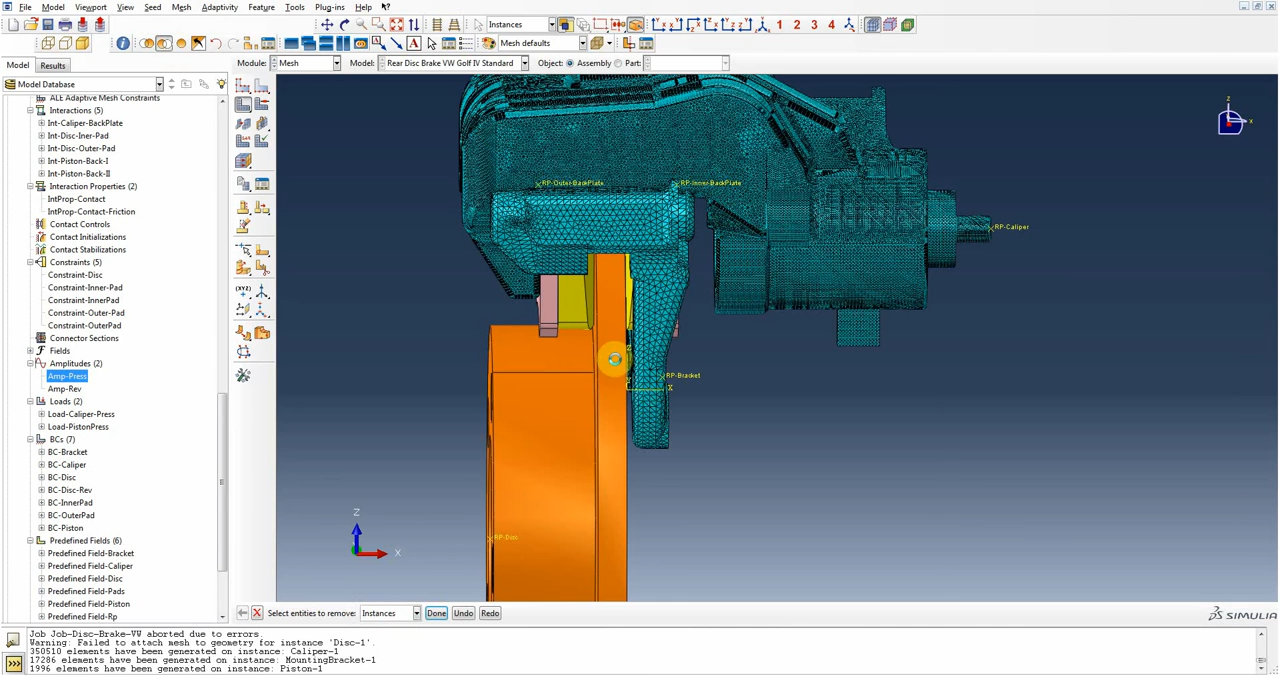 File Model Viewport View Seed Mesh Adaptivity Feature Tools Plug-ins Help
Instances
1 2 3 4
Mesh defaults
Model Results
Module: Mesh Model: Rear Disc Brake VW Golf IV Standard Object: Assembly Part:
Model Database
ALE Adaptive Mesh Constraints
Interactions (5)
Int-Caliper-BackPlate
Int-Disc-Iner-Pad
Int-Disc-Outer-Pad
Int-Piston-Back-I
Int-Piston-Back-II
Interaction Properties (2)
IntProp-Contact
IntProp-Contact-Friction
Contact Controls
Contact Initializations
Contact Stabilizations
Constraints (5)
Constraint-Disc
Constraint-Inner-Pad
Constraint-InnerPad
Constraint-Outer-Pad
Constraint-OuterPad
Connector Sections
Fields
Amplitudes (2)
Amp-Press
Amp-Rev
Loads (2)
Load-Caliper-Press
Load-PistonPress
BCs (7)
BC-Bracket
BC-Caliper
BC-Disc
BC-Disc-Rev
BC-InnerPad
BC-OuterPad
BC-Piston
Predefined Fields (6)
Predefined Field-Bracket
Predefined Field-Caliper
Predefined Field-Disc
Predefined Field-Pads
Predefined Field-Piston
Predefined Field-Rp
RP-Outer-BackPlate
RP-Inner-BackPlate
RP-Caliper
RP-Bracket
RP-Disc
X
Z
X
Z
X
Select entities to remove: Instances Done Undo Redo
SIMULIA
Job Job-Disc-Brake-VW aborted due to errors.
Warning: Failed to attach mesh to geometry for instance 'Disc-1'.
350510 elements have been generated on instance: Caliper-1
17286 elements have been generated on instance: MountingBracket-1
1996 elements have been generated on instance: Piston-1